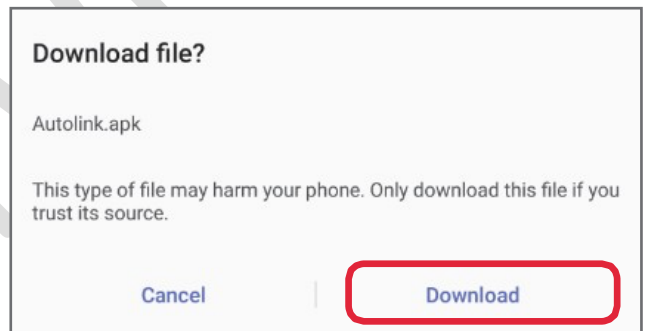 Download file?
Autolink.apk
This type of file may harm your phone. Only download this file if you
trust its source.
Cancel
Download